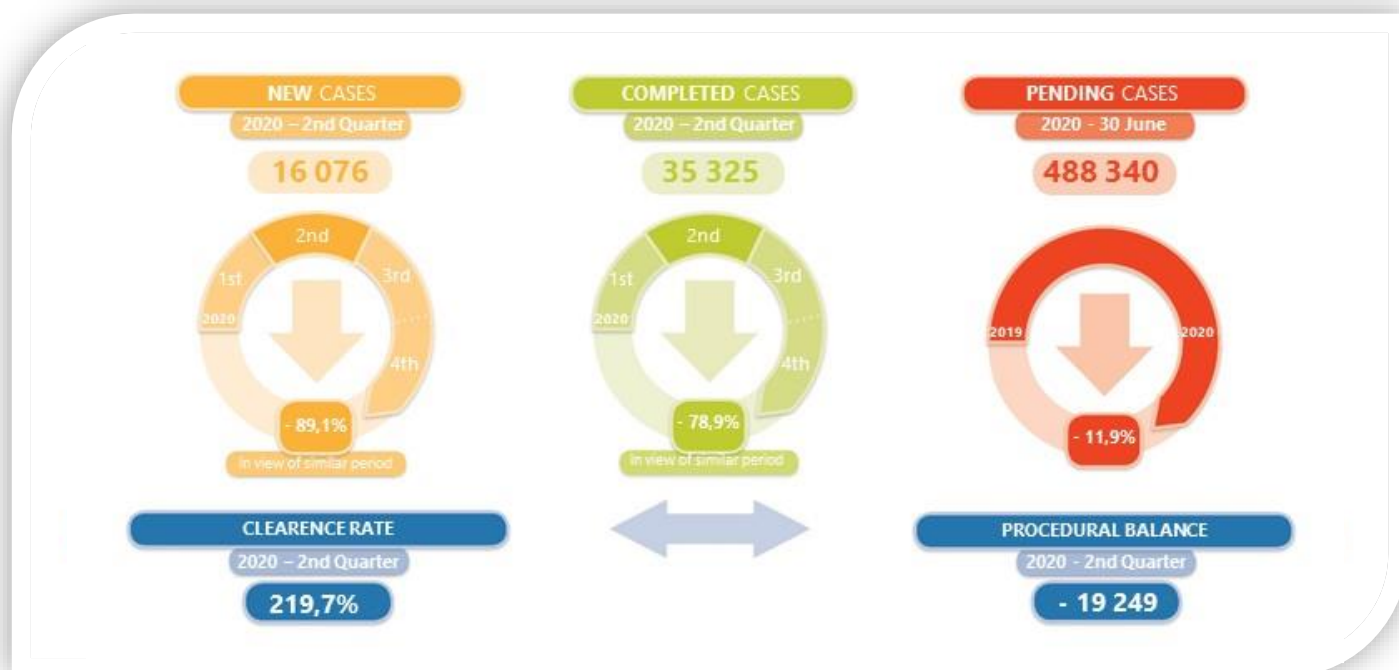 NEW CASES
2020 – 2nd Quarter
16 076
2nd
1st
3rd
2020
4th
- 89,1%
in view of similar period
COMPLETED CASES
2020 – 2nd Quarter
35 325
2nd
1st
3rd
2020
4th
- 78,9%
in view of similar period
PENDING CASES
2020 - 30 June
488 340
2019
2020
- 11,9%
CLEARENCE RATE
2020 – 2nd Quarter
219,7%
PROCEDURAL BALANCE
2020 - 2nd Quarter
- 19 249